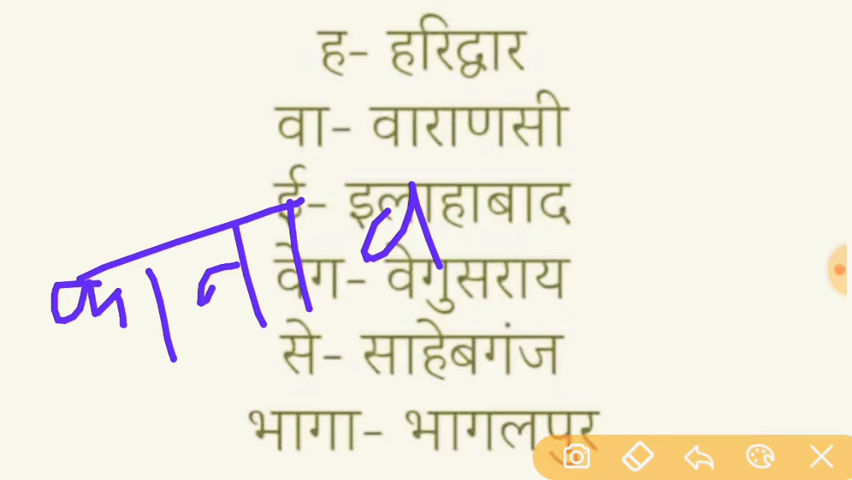 ह- हरिद्वार
वा- वाराणसी
ई- इलाहाबाद
वेग- वेगुसराय
से- साहेबगंज
भागा- भागलपुर
काना व